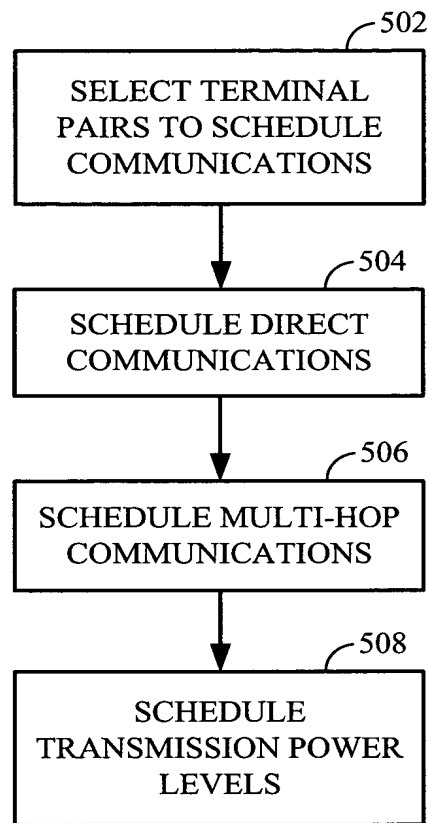 502
SELECT TERMINAL
PAIRS TO SCHEDULE
COMMUNICATIONS
504
SCHEDULE DIRECT
COMMUNICATIONS
506
SCHEDULE MULTI-HOP
COMMUNICATIONS
508
SCHEDULE
TRANSMISSION POWER
LEVELS